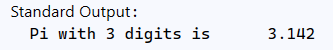 Standard Output:
Pi with 3 digits is      3.142